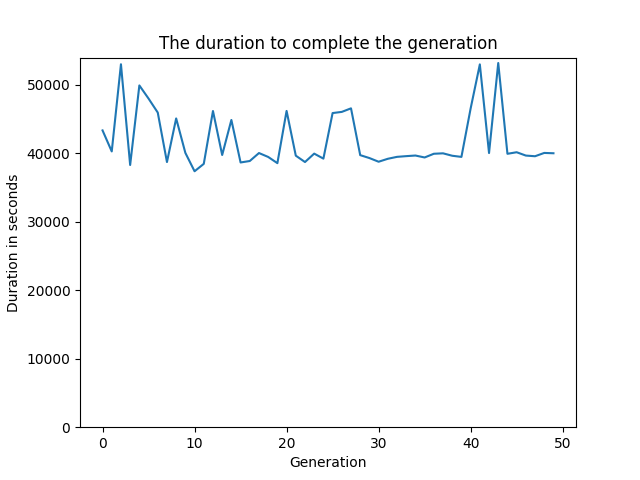 The duration to complete the generation
Duration in seconds
50000
40000
30000
20000
10000
0
0 10 20 30 40 50
Generation